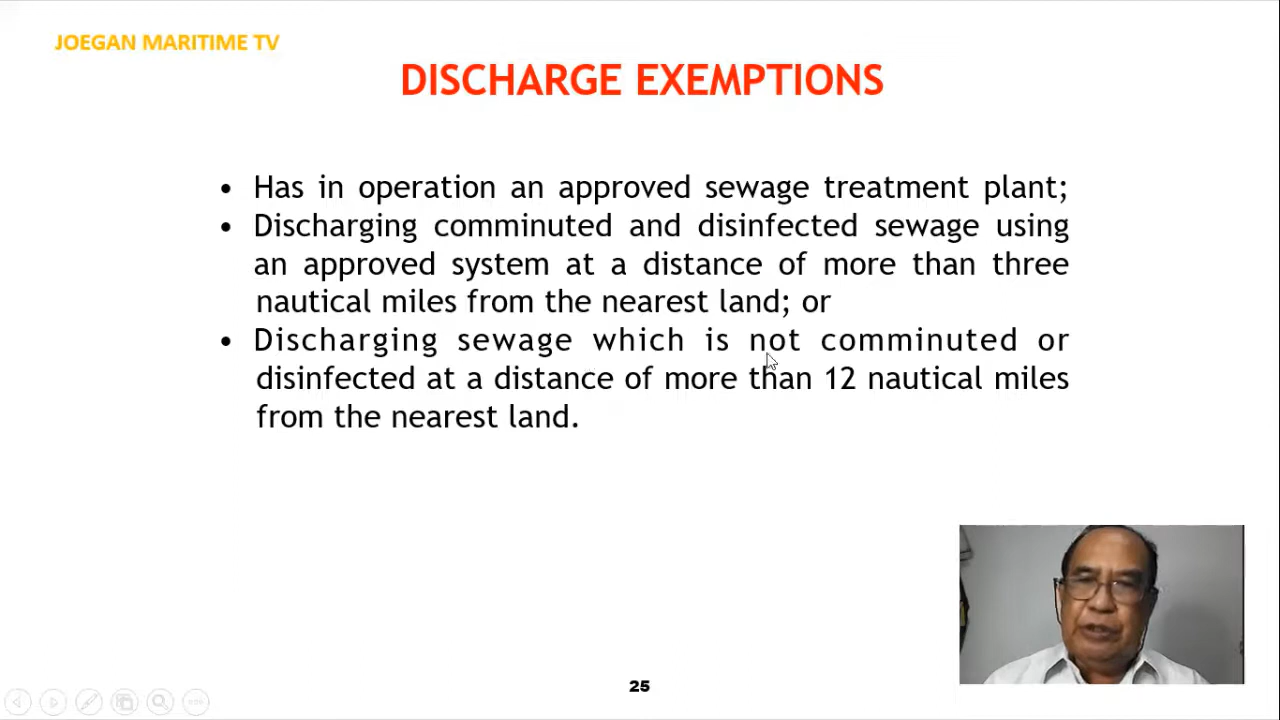 JOEGAN MARITIME TV
DISCHARGE EXEMPTIONS
• Has in operation an approved sewage treatment plant;
• Discharging comminuted and disinfected sewage using
an approved system at a distance of more than three
nautical miles from the nearest land; or
• Discharging sewage which is not comminuted or
disinfected at a distance of more than 12 nautical miles
from the nearest land.
25